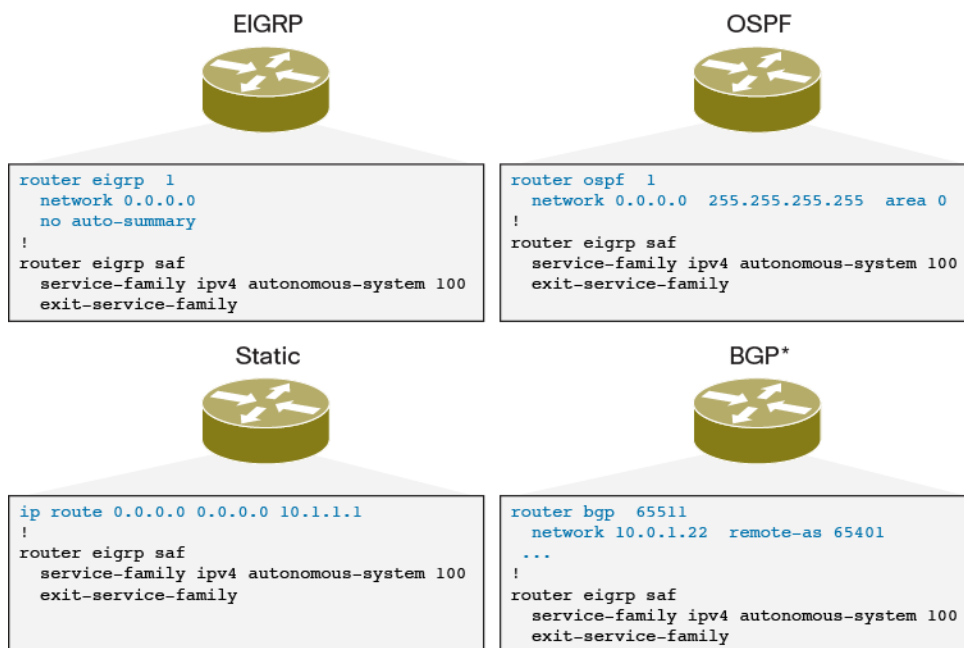 EIGRP
router eigrp  1
  network 0.0.0.0
  no auto-summary
!
router eigrp saf
  service-family ipv4 autonomous-system 100
  exit-service-family
OSPF
router ospf  1
  network 0.0.0.0  255.255.255.255  area 0
!
router eigrp saf
  service-family ipv4 autonomous-system 100
  exit-service-family
Static
ip route 0.0.0.0 0.0.0.0 10.1.1.1
!
router eigrp saf
  service-family ipv4 autonomous-system 100
  exit-service-family
BGP*
router bgp  65511
  network 10.0.1.22  remote-as 65401
 ...
!
router eigrp saf
  service-family ipv4 autonomous-system 100
  exit-service-family